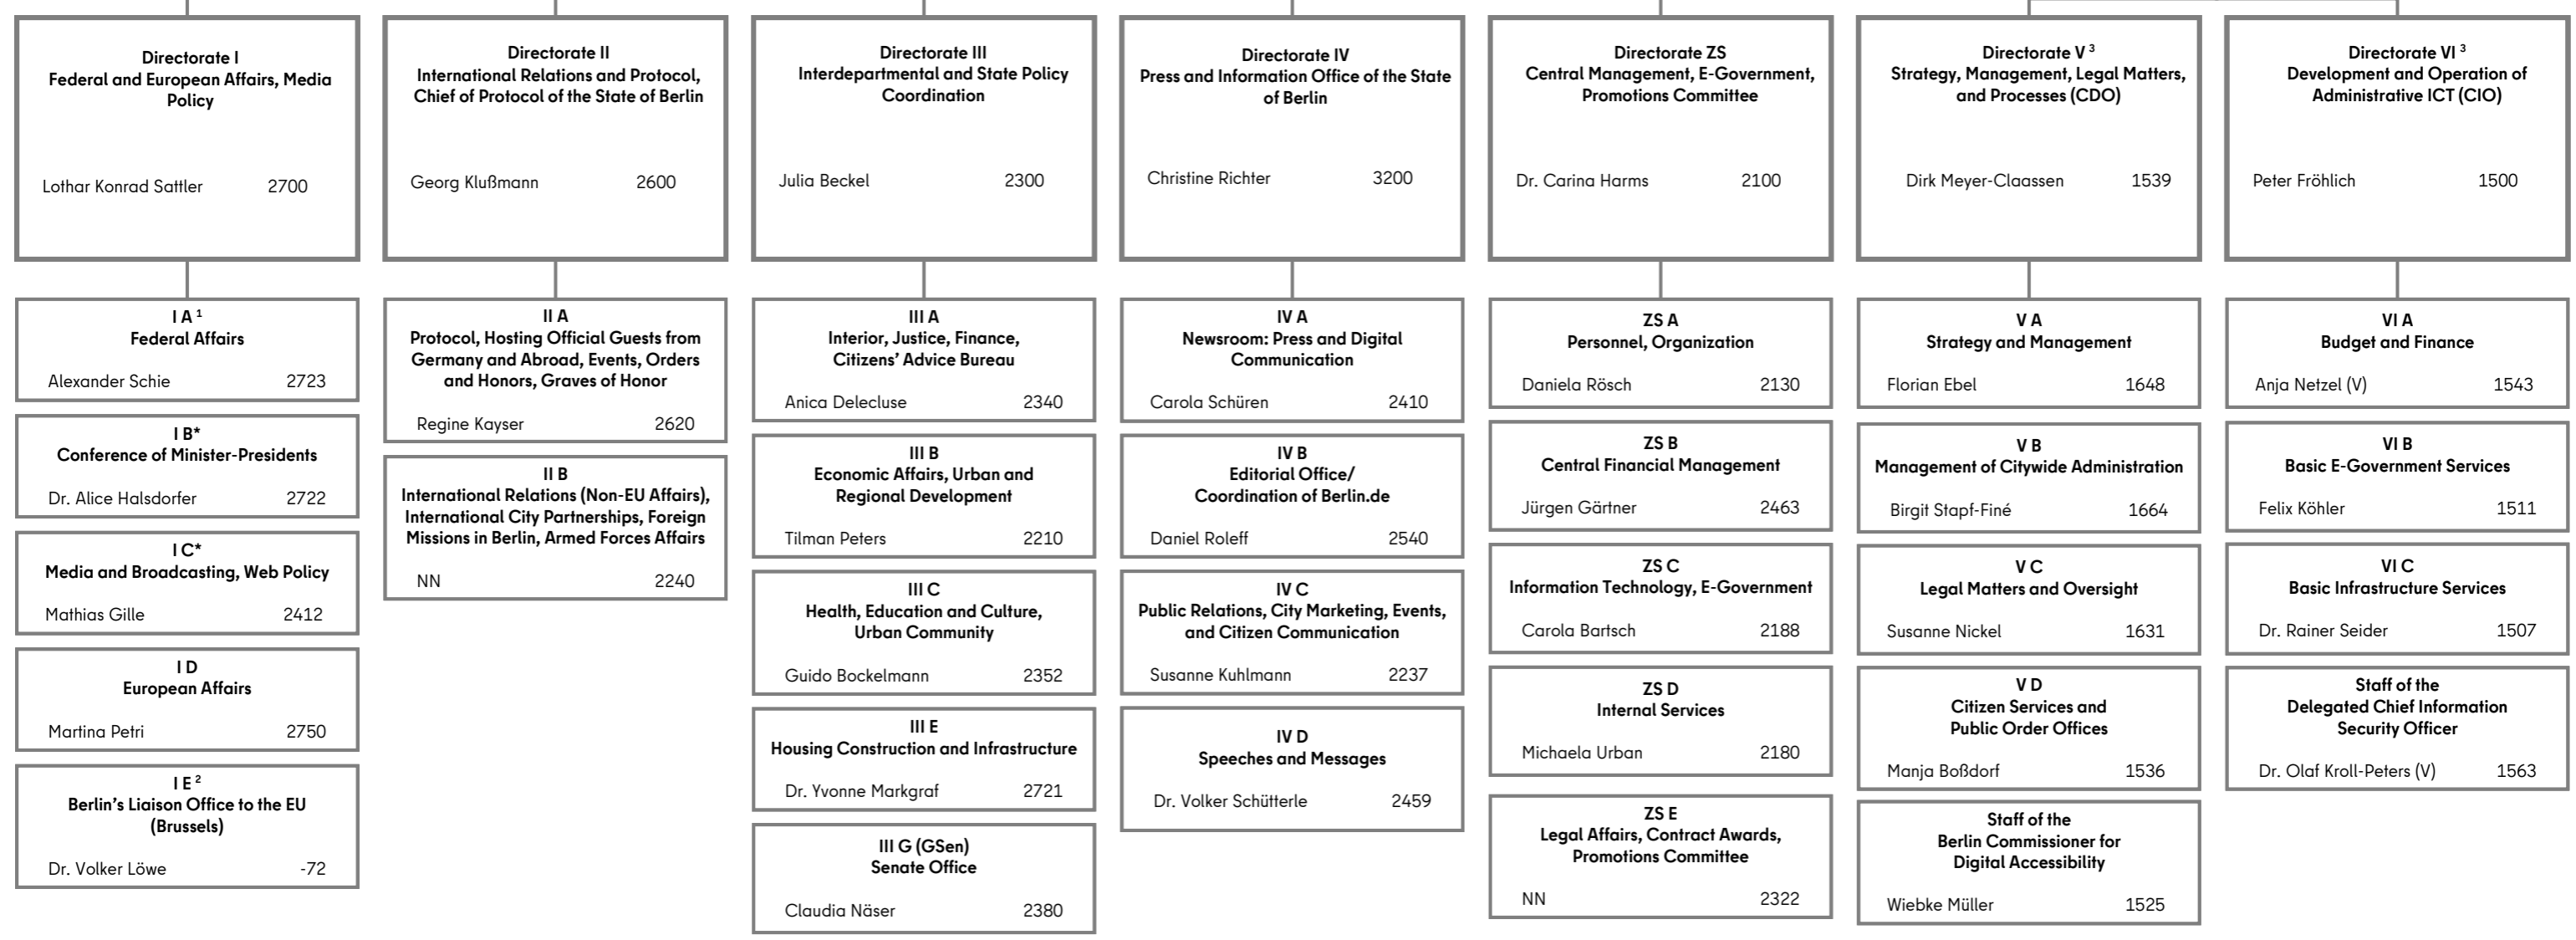 Directorate I
Federal and European Affairs, Media
Policy
Lothar Konrad Sattler 2700
I A ¹
Federal Affairs
Alexander Schie 2723
I B*
Conference of Minister-Presidents
Dr. Alice Halsdorfer 2722
I C*
Media and Broadcasting, Web Policy
Mathias Gille 2412
I D
European Affairs
Martina Petri 2750
I E ²
Berlin’s Liaison Office to the EU
(Brussels)
Dr. Volker Löwe -72
Directorate II
International Relations and Protocol,
Chief of Protocol of the State of Berlin
Georg Klußmann 2600
II A
Protocol, Hosting Official Guests from
Germany and Abroad, Events, Orders
and Honors, Graves of Honor
Regine Kayser 2620
II B
International Relations (Non-EU Affairs),
International City Partnerships, Foreign
Missions in Berlin, Armed Forces Affairs
NN 2240
Directorate III
Interdepartmental and State Policy
Coordination
Julia Beckel 2300
III A
Interior, Justice, Finance,
Citizens’ Advice Bureau
Anica Delecluse 2340
III B
Economic Affairs, Urban and
Regional Development
Tilman Peters 2210
III C
Health, Education and Culture,
Urban Community
Guido Bockelmann 2352
III E
Housing Construction and Infrastructure
Dr. Yvonne Markgraf 2721
III G (GSen)
Senate Office
Claudia Näser 2380
Directorate IV
Press and Information Office of the State
of Berlin
Christine Richter 3200
IV A
Newsroom: Press and Digital
Communication
Carola Schüren 2410
IV B
Editorial Office/
Coordination of Berlin.de
Daniel Roleff 2540
IV C
Public Relations, City Marketing, Events,
and Citizen Communication
Susanne Kuhlmann 2237
IV D
Speeches and Messages
Dr. Volker Schütterle 2459
Directorate ZS
Central Management, E-Government,
Promotions Committee
Dr. Carina Harms 2100
ZS A
Personnel, Organization
Daniela Rösch 2130
ZS B
Central Financial Management
Jürgen Gärtner 2463
ZS C
Information Technology, E-Government
Carola Bartsch 2188
ZS D
Internal Services
Michaela Urban 2180
ZS E
Legal Affairs, Contract Awards,
Promotions Committee
NN 2322
Directorate V ³
Strategy, Management, Legal Matters,
and Processes (CDO)
Dirk Meyer-Claassen 1539
V A
Strategy and Management
Florian Ebel 1648
V B
Management of Citywide Administration
Birgit Stapf-Finé 1664
V C
Legal Matters and Oversight
Susanne Nickel 1631
V D
Citizen Services and
Public Order Offices
Manja Boßdorf 1536
Staff of the
Berlin Commissioner for
Digital Accessibility
Wiebke Müller 1525
Directorate VI ³
Development and Operation of
Administrative ICT (CIO)
Peter Fröhlich 1500
VI A
Budget and Finance
Anja Netzel (V) 1543
VI B
Basic E-Government Services
Felix Köhler 1511
VI C
Basic Infrastructure Services
Dr. Rainer Seider 1507
Staff of the
Delegated Chief Information
Security Officer
Dr. Olaf Kroll-Peters (V) 1563